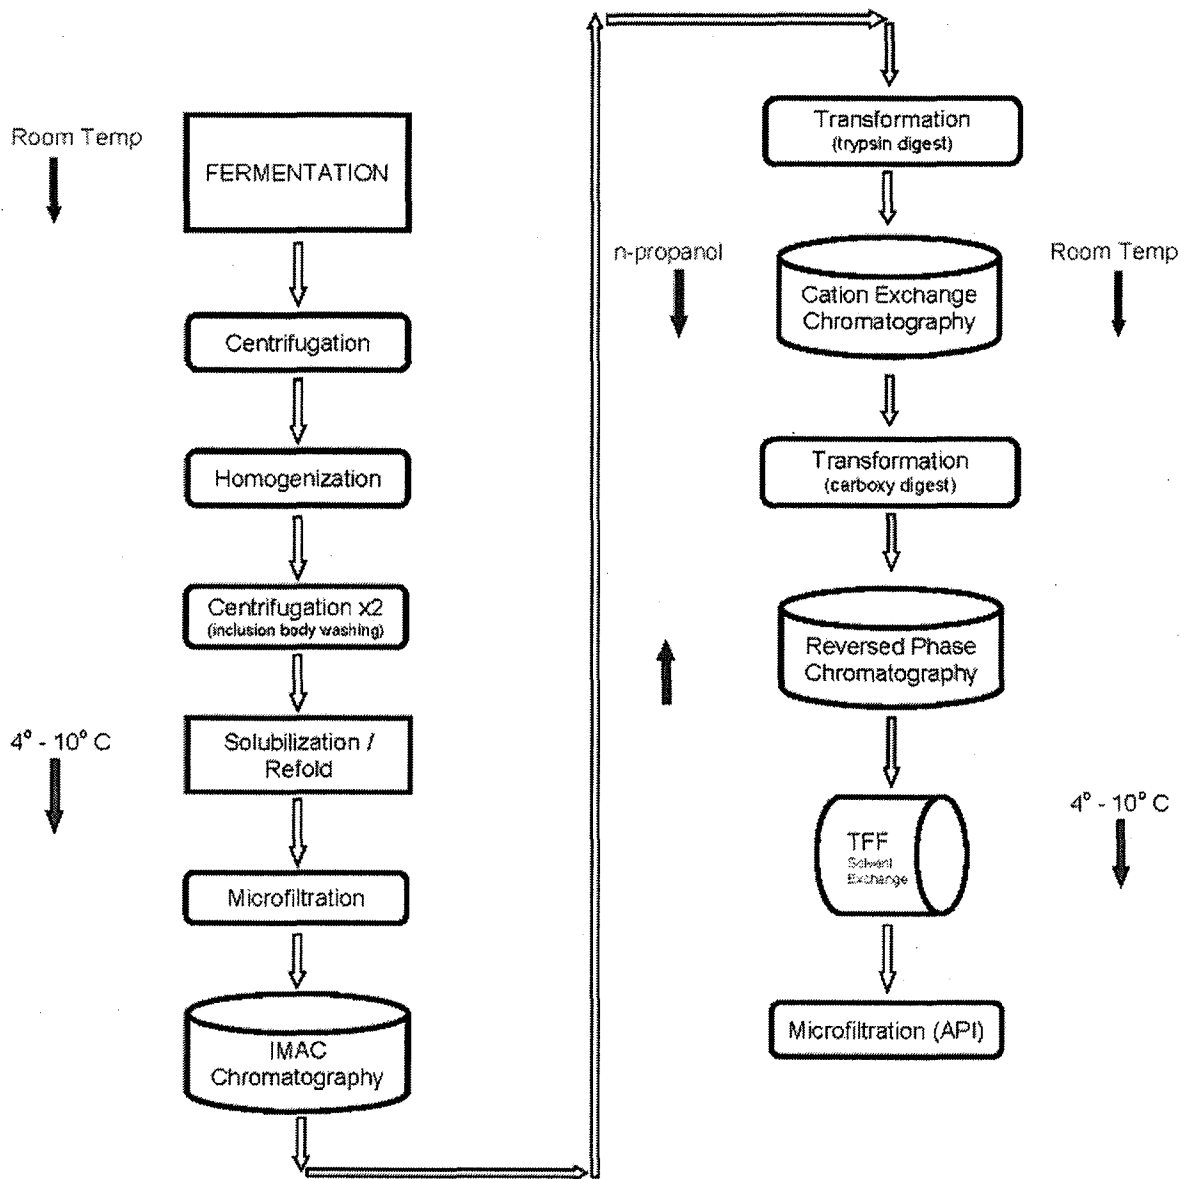 Room Temp
FERMENTATION
Centrifugation
Homogenization
Centrifugation x2
(inclusion body washing)
4° - 10° C
Solubilization /
Refold
Microfiltration
IMAC
Chromatography
Transformation
(trypsin digest)
n-propanol
Room Temp
Cation Exchange
Chromatography
Transformation
(carboxy digest)
Reversed Phase
Chromatography
TFF
Solvent
Exchange
4° - 10° C
Microfiltration (API)